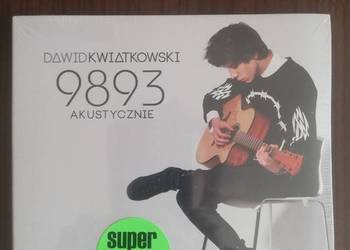 DAWIDKWIATKOWSKI
9893
AKUSTYCZNIE
super